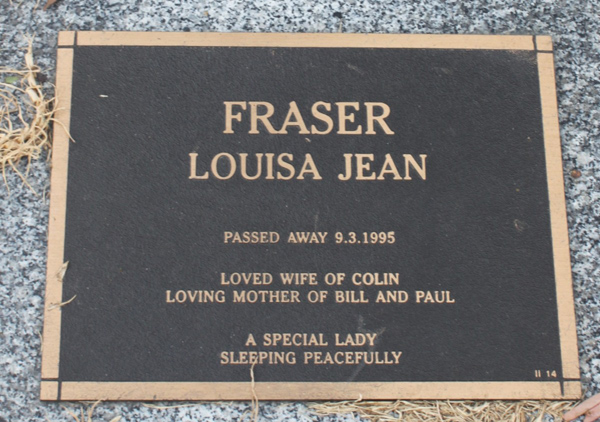 FRASER
LOUISA JEAN
PASSED AWAY 9.3.1995
LOVED WIFE OF COLIN
LOVING MOTHER OF BILL AND PAUL
A SPECIAL LADY
SLEEPING PEACEFULLY
II 14